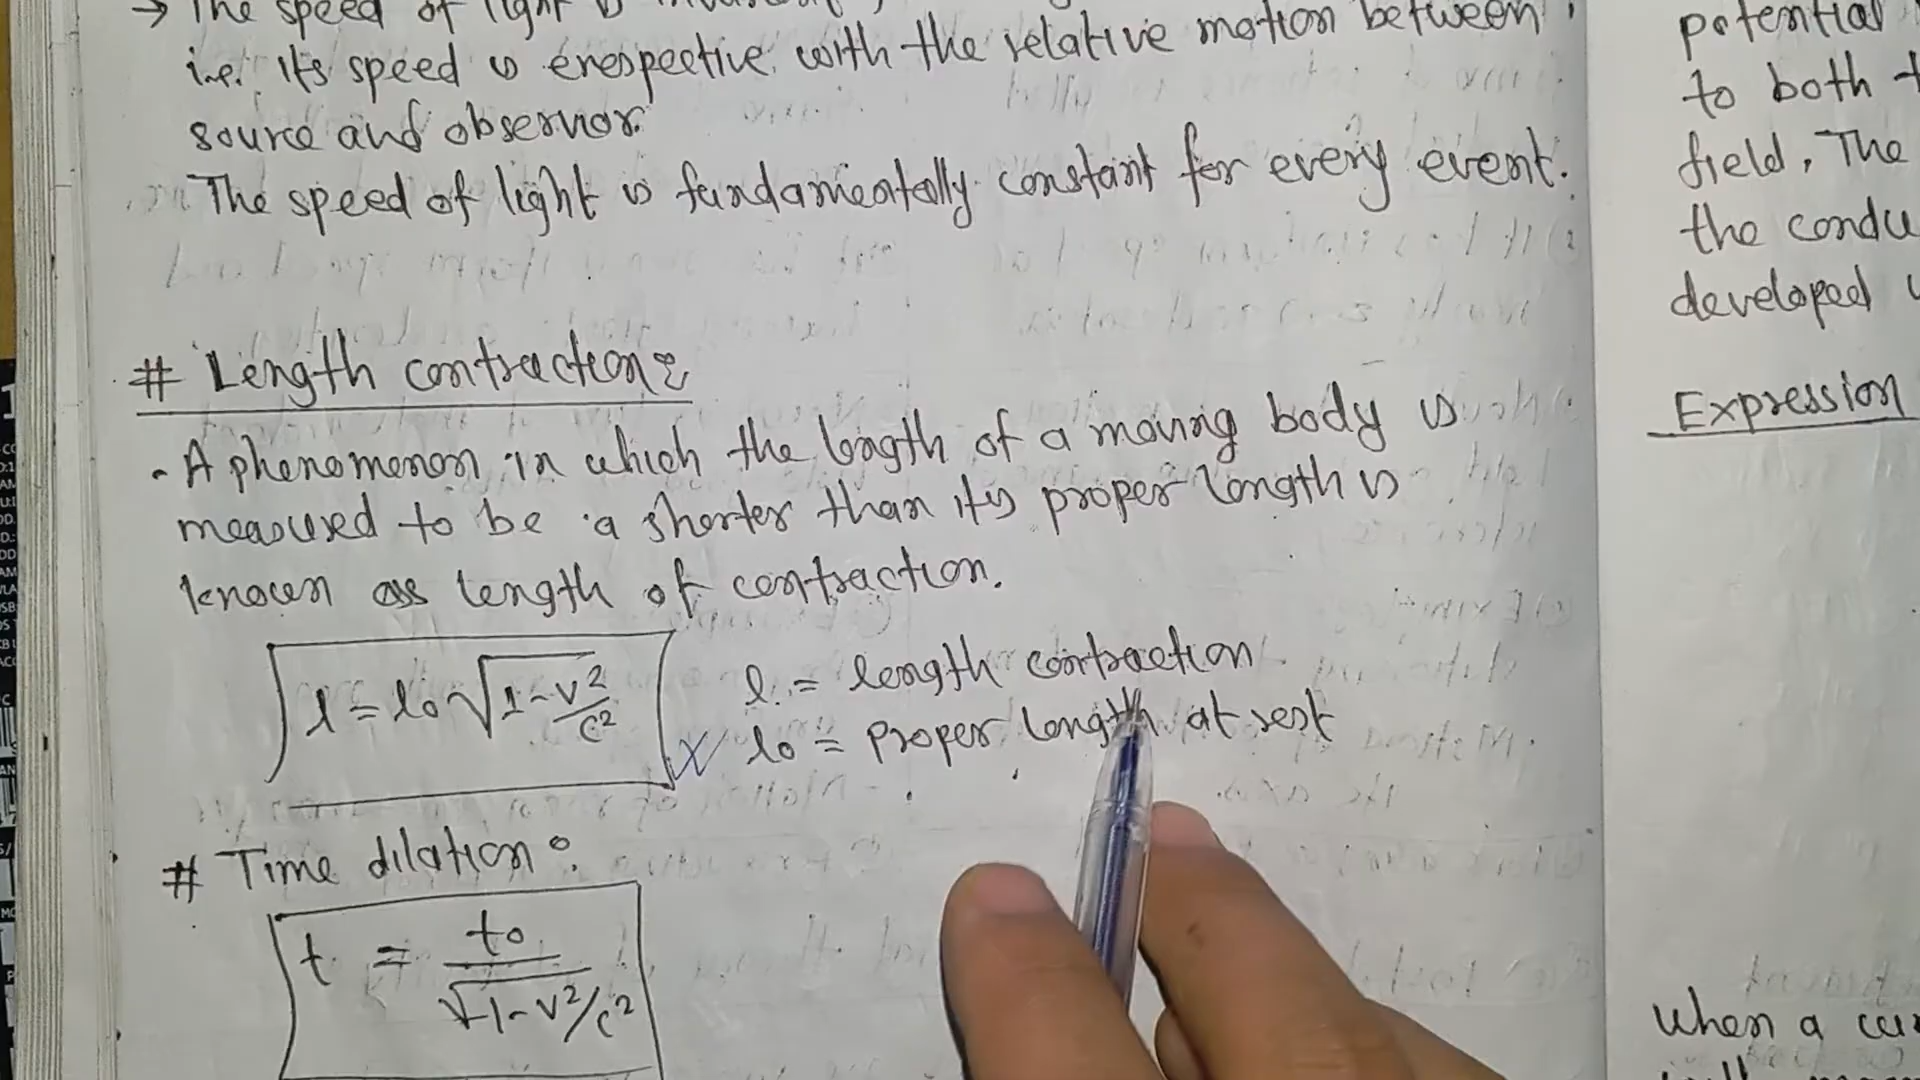 → The speed of light is
i.e. its speed is erespective with the relative motion between
source and observor.
The speed of light is fundamentally constant for every event.
# Length contraction:
- A phenomenon in which the length of a moving body is
measured to be a shorter than its proper length is
known as length of contraction.
l = l₀ √1-v²/c²
l = length contraction
l₀ = proper length at rest
# Time dilation:
t = t₀/√1-v²/c²
potential
to both
field. The
the condu
developed
Expression
When a